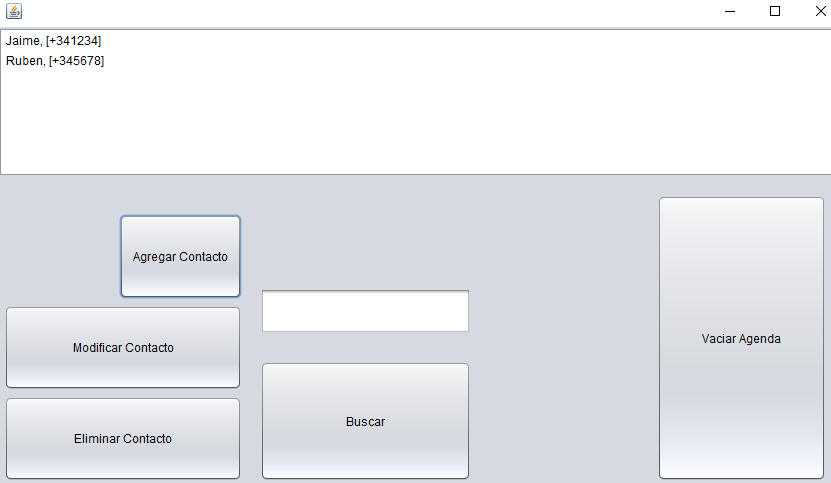 Jaime, [+341234]
Ruben, [+345678]
Agregar Contacto
Modificar Contacto
Vaciar Agenda
Buscar
Eliminar Contacto